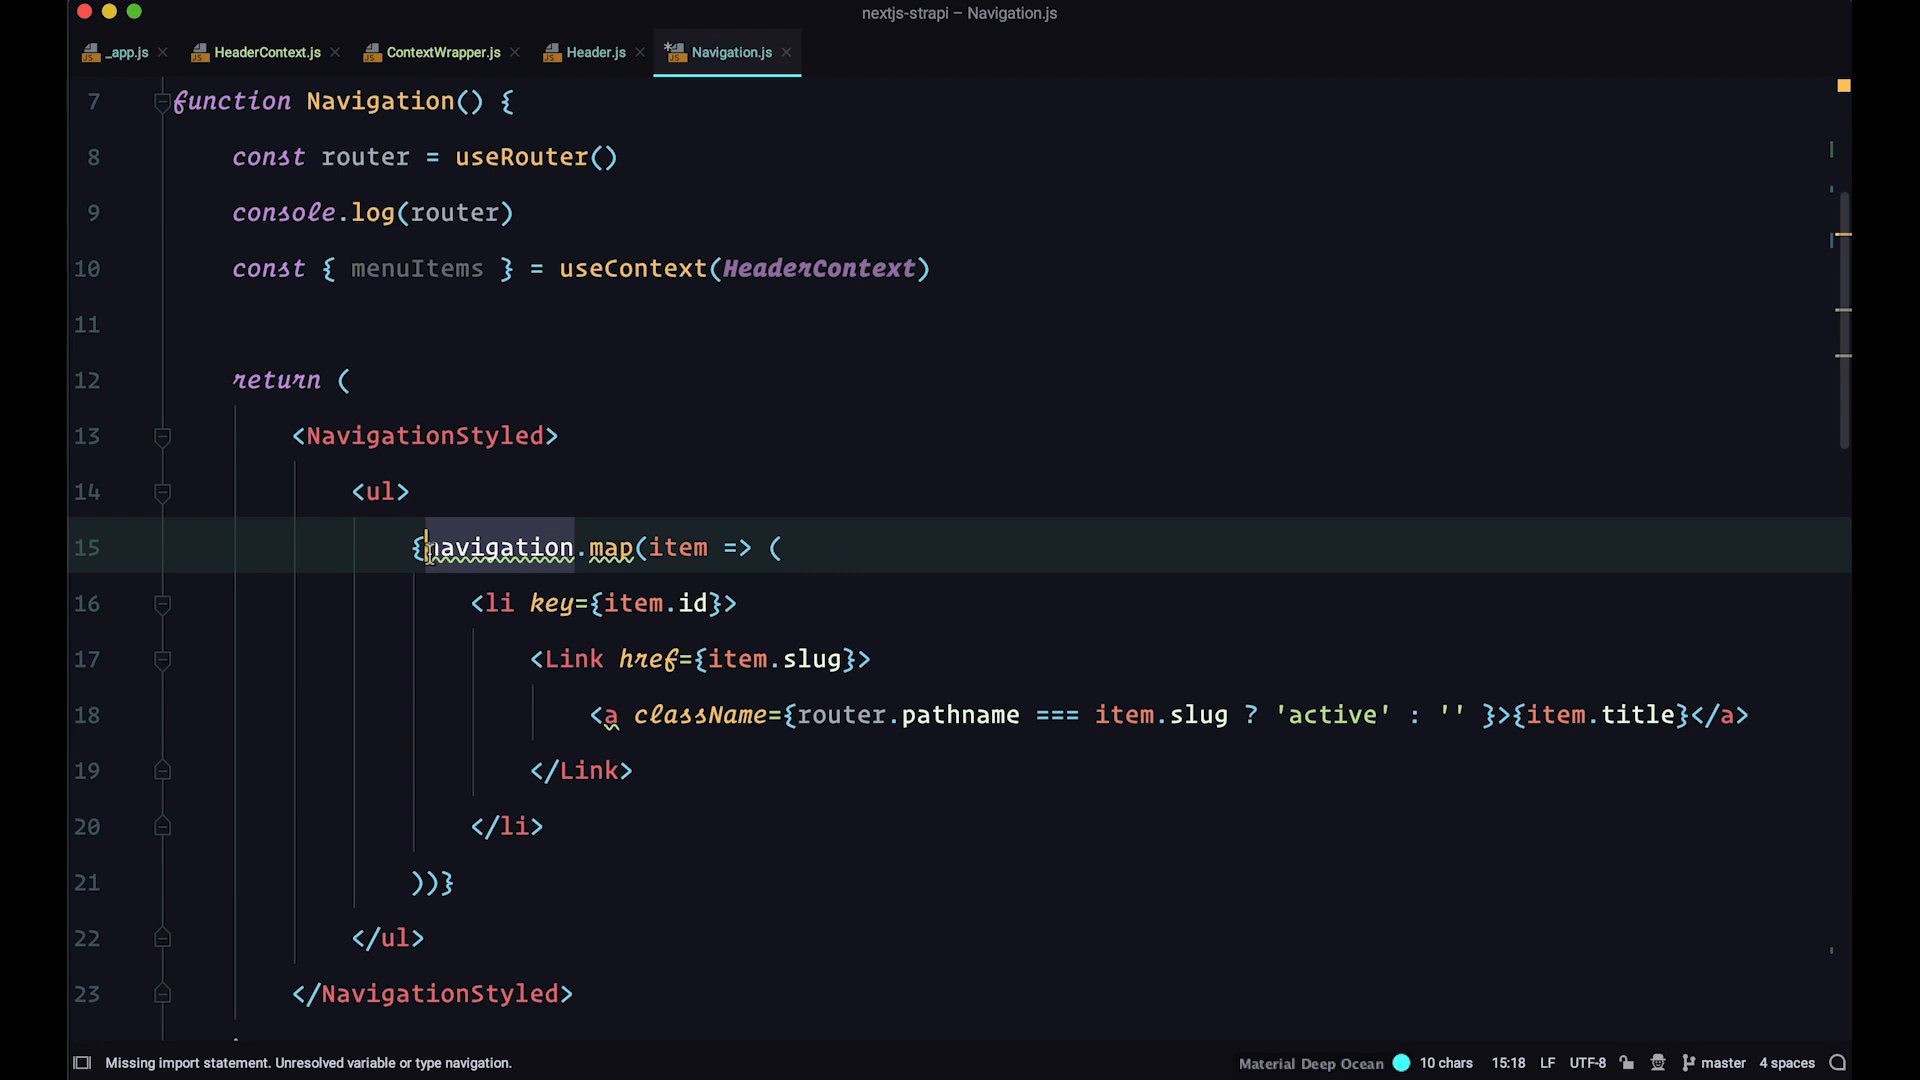 nextjs-strapi – Navigation.js
_app.js HeaderContext.js ContextWrapper.js Header.js Navigation.js
7 function Navigation() {
8 const router = useRouter()
9 console.log(router)
10 const { menuItems } = useContext(HeaderContext)
11
12 return (
13 <NavigationStyled>
14 <ul>
15 {navigation.map(item => (
16 <li key={item.id}>
17 <Link href={item.slug}>
18 <a className={router.pathname === item.slug ? 'active' : '' }>{item.title}</a>
19 </Link>
20 </li>
21 ))}
22 </ul>
23 </NavigationStyled>
Missing import statement. Unresolved variable or type navigation. Material Deep Ocean 10 chars 15:18 LF UTF-8 master 4 spaces